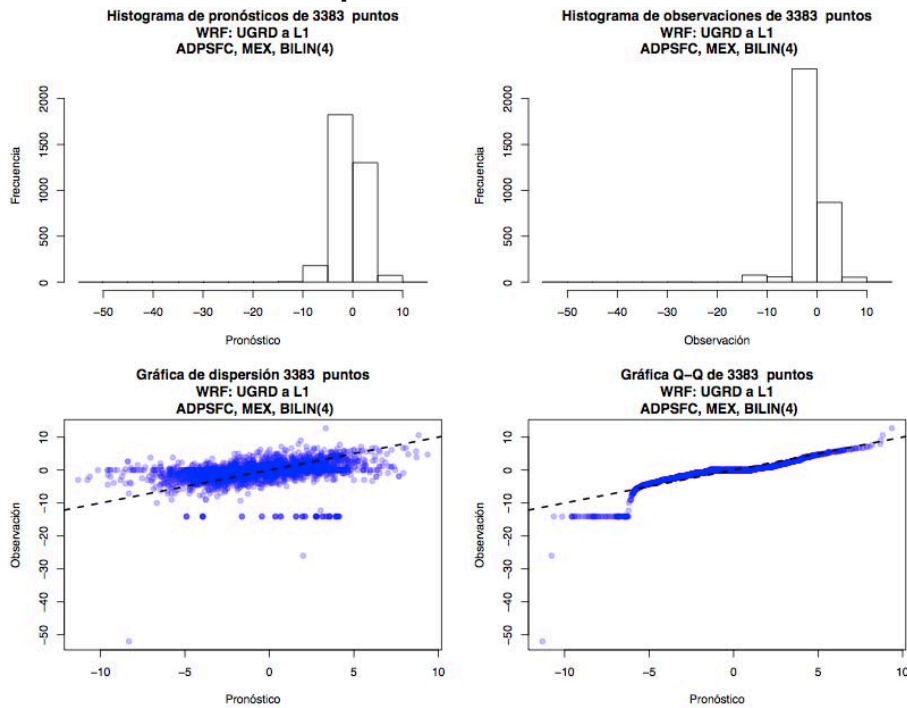 Histograma de pronósticos de 3383 puntos
WRF: UGRD a L1
ADPSFC, MEX, BILIN(4)
Frecuencia
2000
1500
1000
500
0
−50 −40 −30 −20 −10 0 10
Pronóstico
Histograma de observaciones de 3383 puntos
WRF: UGRD a L1
ADPSFC, MEX, BILIN(4)
Frecuencia
2000
1500
1000
500
0
−50 −40 −30 −20 −10 0 10
Observación
Gráfica de dispersión 3383 puntos
WRF: UGRD a L1
ADPSFC, MEX, BILIN(4)
Observación
10
0
−10
−20
−30
−40
−50
−10 −5 0 5 10
Pronóstico
Gráfica Q−Q de 3383 puntos
WRF: UGRD a L1
ADPSFC, MEX, BILIN(4)
Observación
10
0
−10
−20
−30
−40
−50
−10 −5 0 5 10
Pronóstico